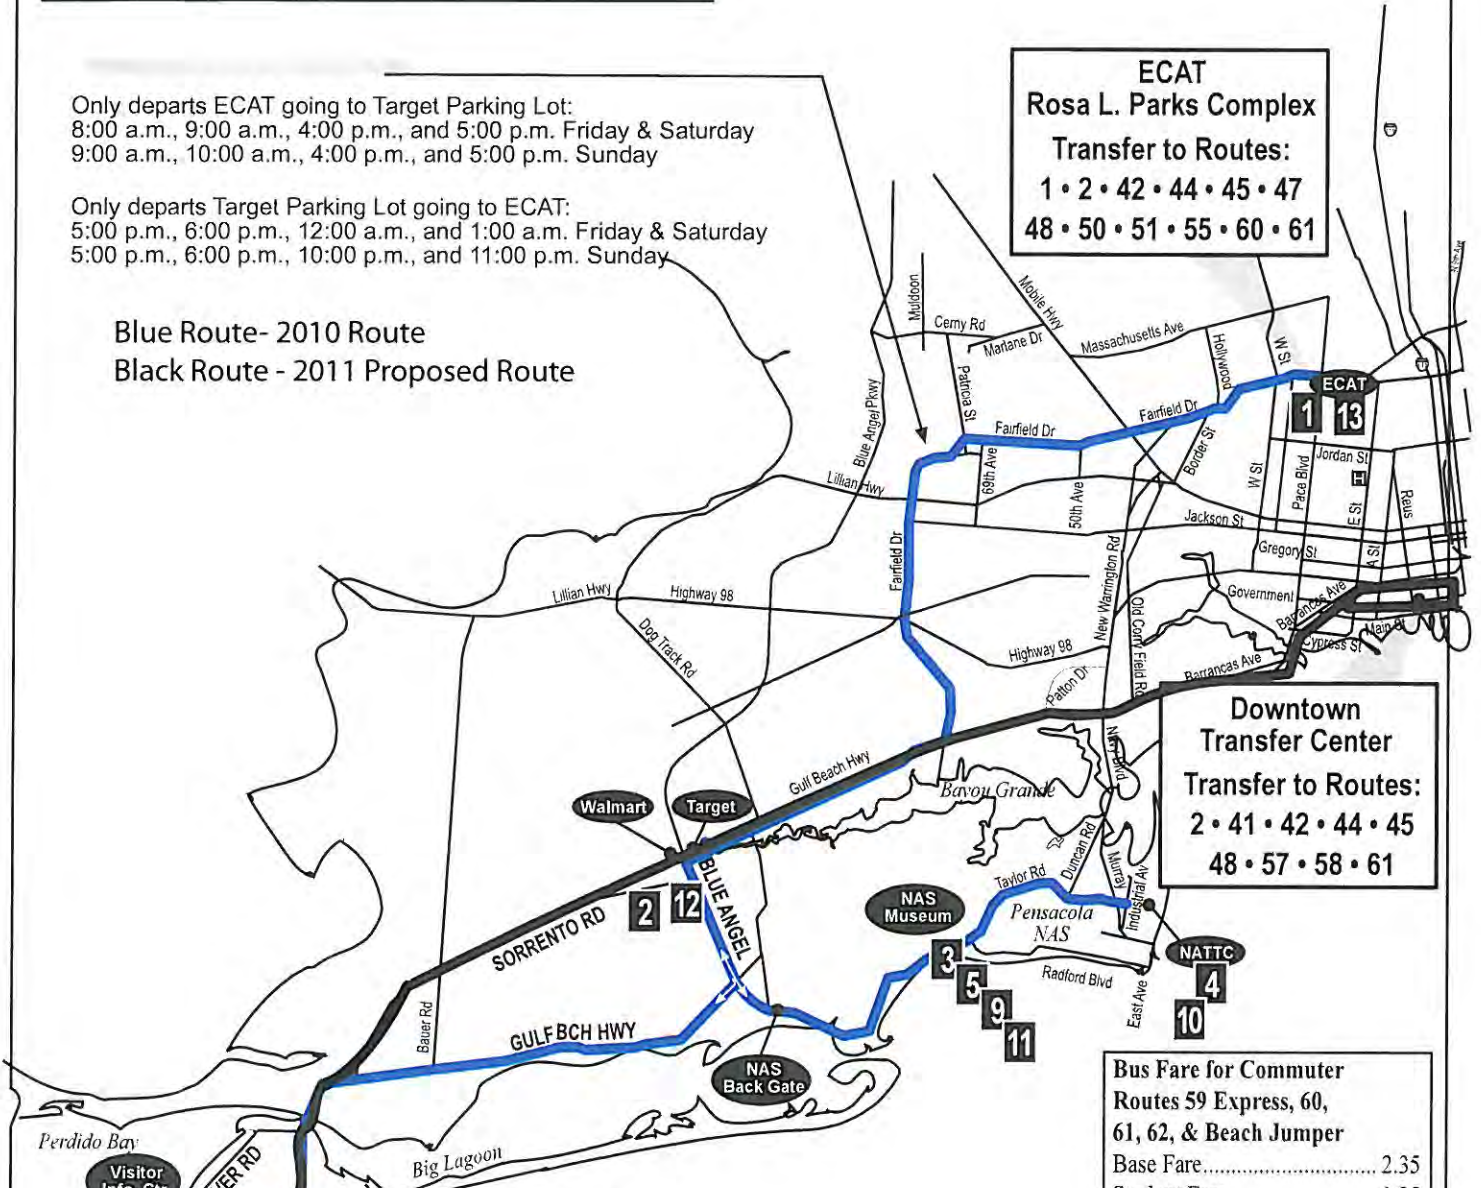 Only departs ECAT going to Target Parking Lot:
8:00 a.m., 9:00 a.m., 4:00 p.m., and 5:00 p.m. Friday & Saturday
9:00 a.m., 10:00 a.m., 4:00 p.m., and 5:00 p.m. Sunday
Only departs Target Parking Lot going to ECAT:
5:00 p.m., 6:00 p.m., 12:00 a.m., and 1:00 a.m. Friday & Saturday
5:00 p.m., 6:00 p.m., 10:00 p.m., and 11:00 p.m. Sunday
Blue Route- 2010 Route
Black Route - 2011 Proposed Route
ECAT
Rosa L. Parks Complex
Transfer to Routes:
1 • 2 • 42 • 44 • 45 • 47
48 • 50 • 51 • 55 • 60 • 61
Muldoon
Mobile Hwy
Cerny Rd
Marlane Dr
Massachusetts Ave
Hollywood
W St
Patricia St
Blue Angel Pkwy
ECAT
1
13
Fairfield Dr
Fairfield Dr
Border St
Jordan St
H
Lillian Hwy
69th Ave
50th Ave
W St
Pace Blvd
E St
Reus
Jackson St
Gregory St
A St
Fairfield Dr
New Warrington Rd
Lillian Hwy
Highway 98
Government
Barrancas Ave
Main St
Cypress St
Old Corry Field Rd
Dog Track Rd
Highway 98
Patton Dr
Barrancas Ave
Downtown
Transfer Center
Transfer to Routes:
2 • 41 • 42 • 44 • 45
48 • 57 • 58 • 61
Navy Blvd
Gulf Beach Hwy
Bayou Grande
Walmart
Target
Duncan Rd
Murray
Industrial Av
Taylor Rd
BLUE ANGEL
2
12
NAS
Museum
Pensacola
NAS
SORRENTO RD
3
5
9
11
Radford Blvd
NATTC
4
10
East Ave
Bauer Rd
GULF BCH HWY
NAS
Back Gate
Bus Fare for Commuter
Routes 59 Express, 60,
61, 62, & Beach Jumper
Base Fare.............................. 2.35
Perdido Bay
Visitor
Big Lagoon